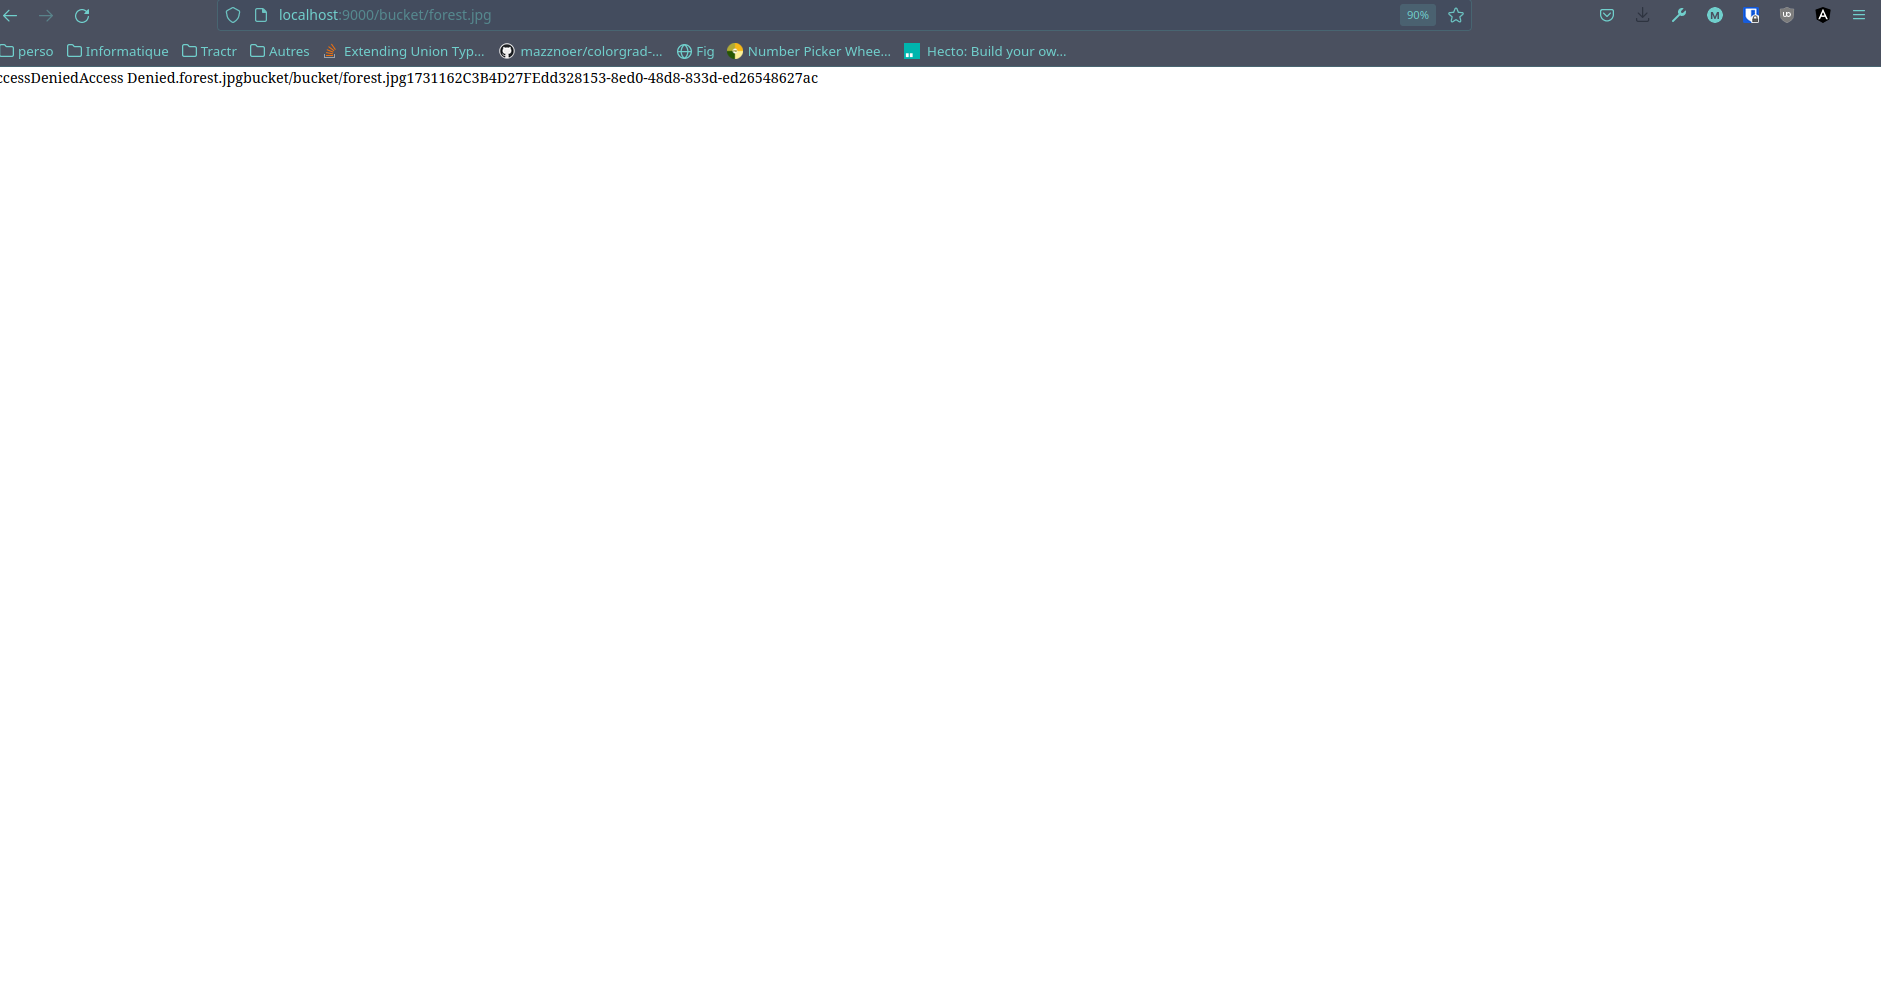 localhost:9000/bucket/forest.jpg 90%
perso Informatique Tractr Autres Extending Union Typ... mazznoer/colorgrad-... Fig Number Picker Whee... Hecto: Build your ow...
ccessDeniedAccess Denied.forest.jpgbucket/bucket/forest.jpg1731162C3B4D27FEdd328153-8ed0-48d8-833d-ed26548627ac